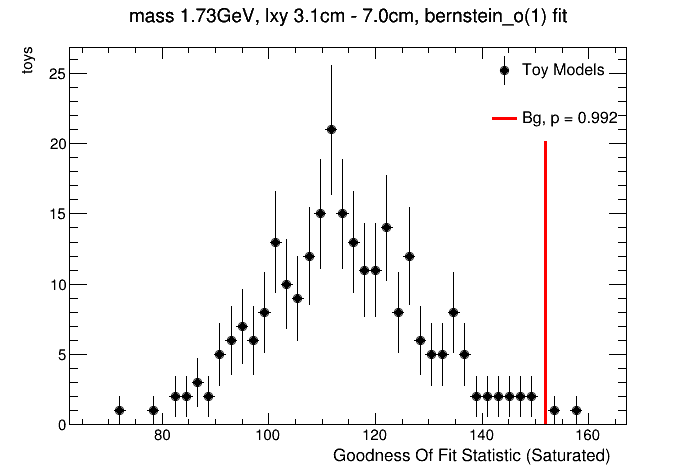 mass 1.73GeV, lxy 3.1cm - 7.0cm, bernstein_o(1) fit
toys
25
20
15
10
5
0
Toy Models
Bg, p = 0.992
80
100
120
140
160
Goodness Of Fit Statistic (Saturated)